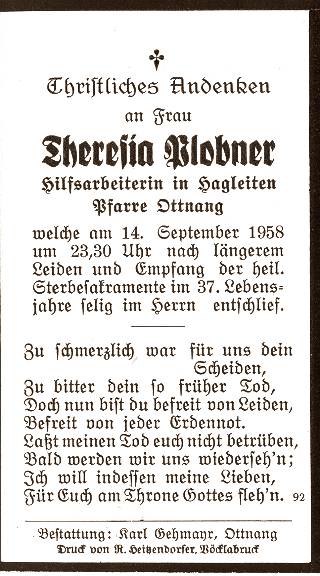 Christliches Andenken
an Frau
Theresia Plobner
Hilfsarbeiterin in Hagleiten
Pfarre Ottnang
welche am 14. September 1958
um 23,30 Uhr nach längerem
Leiden und Empfang der heil.
Sterbesakramente im 37. Lebens-
jahre selig im Herrn entschlief.
Zu schmerzlich war für uns dein
Scheiden,
Zu bitter dein so früher Tod,
Doch nun bist du befreit von Leiden,
Befreit von jeder Erdennot.
Laßt meinen Tod euch nicht betrüben,
Bald werden wir uns wiederseh'n;
Ich will indessen meine Lieben,
Für Euch am Throne Gottes fleh'n. 92
Bestattung: Karl Gehmayr, Ottnang
Druck von R. Heitzendorfer, Vöcklabruck